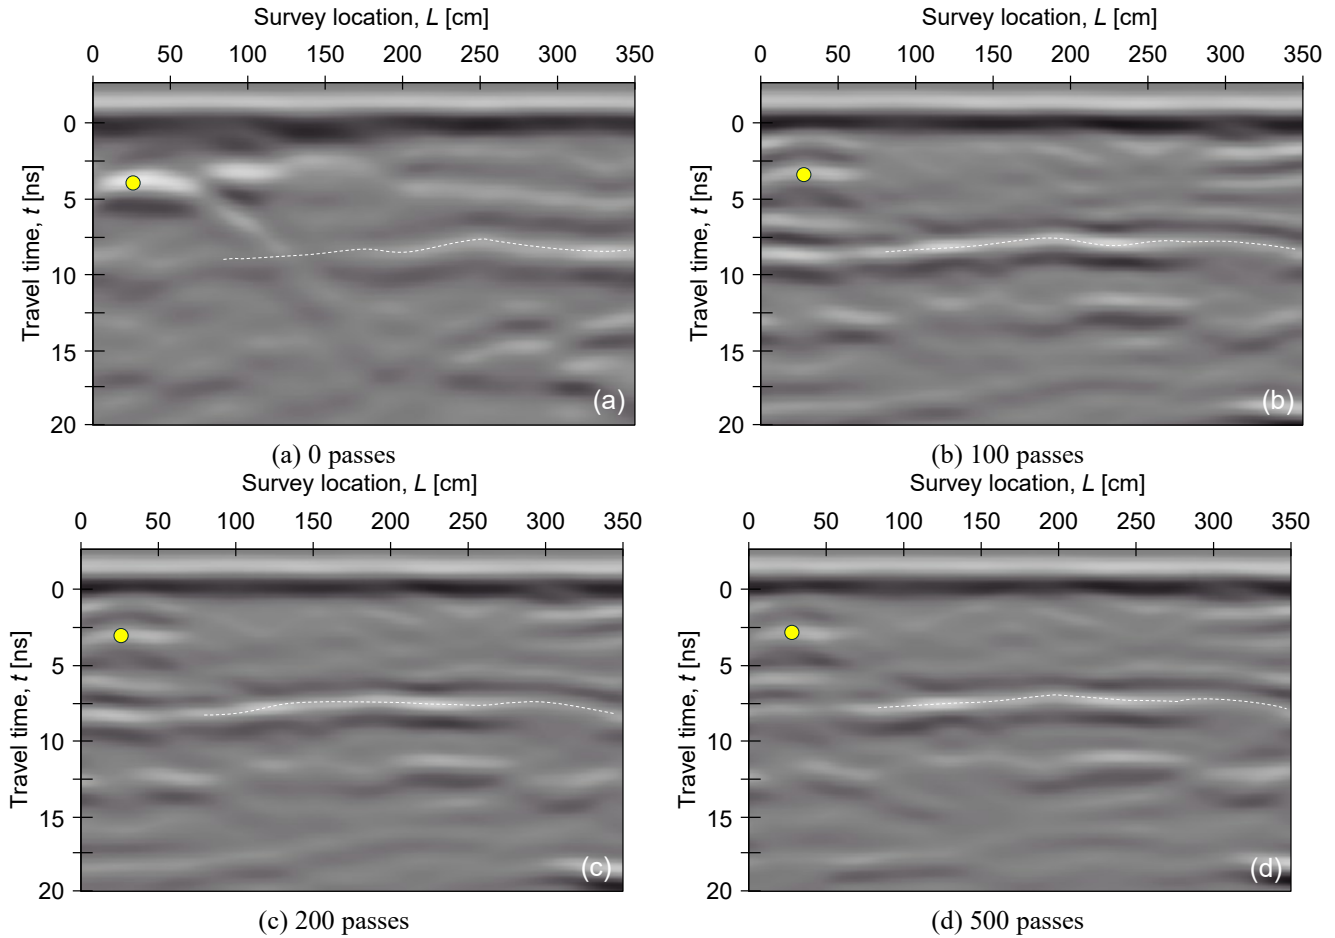 Survey location, L [cm]
0 50 100 150 200 250 300 350
Travel time, t [ns]
0
5
10
15
20
(a)
(a) 0 passes
Survey location, L [cm]
0 50 100 150 200 250 300 350
Travel time, t [ns]
0
5
10
15
20
(b)
(b) 100 passes
Survey location, L [cm]
0 50 100 150 200 250 300 350
Travel time, t [ns]
0
5
10
15
20
(c)
(c) 200 passes
Survey location, L [cm]
0 50 100 150 200 250 300 350
Travel time, t [ns]
0
5
10
15
20
(d)
(d) 500 passes